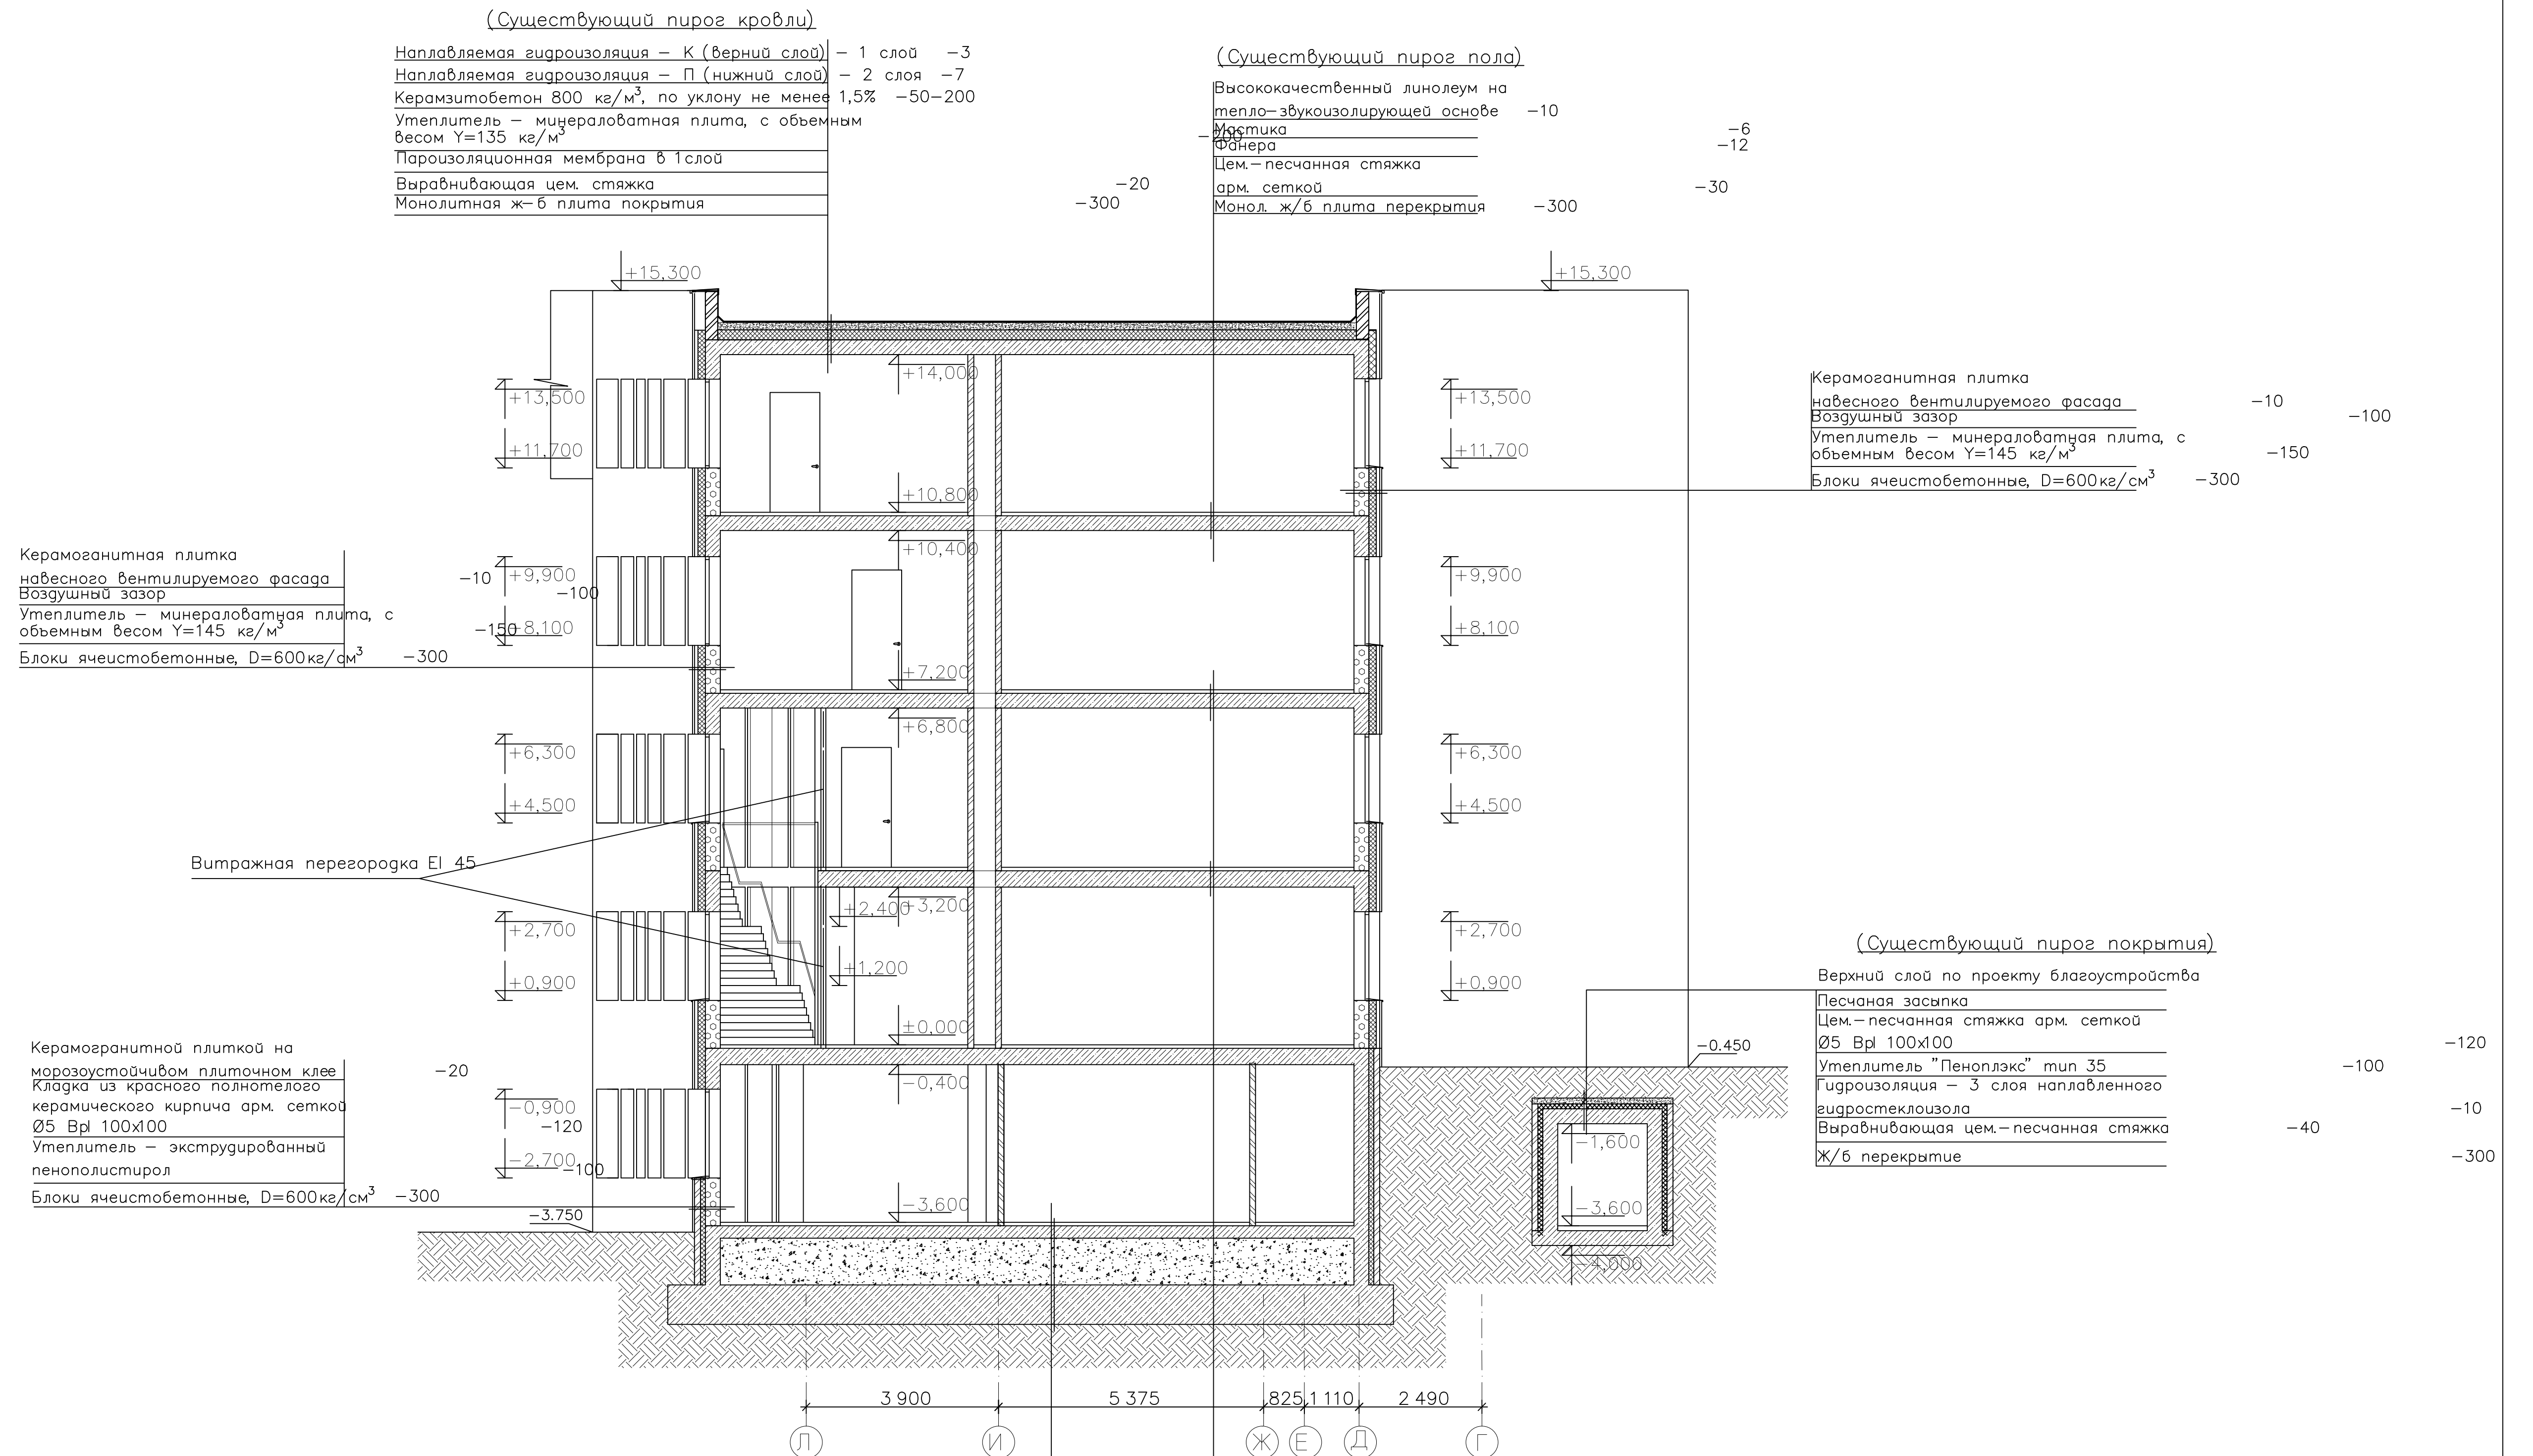 (Существующий пирог кровли)
Наплавляемая гидроизоляция – К (верний слой) – 1 слой –3
Наплавляемая гидроизоляция – П (нижний слой) – 2 слоя –7
Керамзитобетон 800 кг/м³, по уклону не менее 1,5% –50–200
Утеплитель – минераловатная плита, с объемным
весом Y=135 кг/м³ –200
Пароизоляционная мембрана в 1слой
Выравнивающая цем. стяжка –20
Монолитная ж–б плита покрытия –300
(Существующий пирог пола)
Высококачественный линолеум на
тепло–звукоизолирующей основе –10
Мастика –6
Фанера –12
Цем.–песчанная стяжка
арм. сеткой –30
Монол. ж/б плита перекрытия –300
+15,300
+15,300
+14,000
+13,500
+13,500
+11,700
+11,700
+10,800
Керамоганитная плитка
навесного вентилируемого фасада –10
Воздушный зазор –100
Утеплитель – минераловатная плита, с
объемным весом Y=145 кг/м³ –150
Блоки ячеистобетонные, D=600кг/см³ –300
Керамоганитная плитка
навесного вентилируемого фасада –10
Воздушный зазор –100
Утеплитель – минераловатная плита, с
объемным весом Y=145 кг/м³ –150
Блоки ячеистобетонные, D=600кг/см³ –300
+10,400
+9,900
+9,900
+8,100
+8,100
+7,200
+6,800
+6,300
+6,300
+4,500
+4,500
Витражная перегородка EI 45
+2,400
+3,200
+2,700
+2,700
+1,200
+0,900
+0,900
±0,000
(Существующий пирог покрытия)
Верхний слой по проекту благоустройства
Песчаная засыпка
Цем.–песчанная стяжка арм. сеткой
Ø5 BpI 100x100 –120
Утеплитель "Пеноплэкс" тип 35 –100
Гидроизоляция – 3 слоя наплавленного
гидростеклоизола –10
Выравнивающая цем.–песчанная стяжка –40
Ж/б перекрытие –300
Керамогранитной плиткой на
морозоустойчивом плиточном клее –20
Кладка из красного полнотелого
керамического кирпича арм. сеткой
Ø5 BpI 100x100 –120
Утеплитель – экструдированный
пенополистирол –100
Блоки ячеистобетонные, D=600кг/см³ –300
–0.450
–0,400
–0,900
–1,600
–2,700
–3,600
–3,600
–3.750
–4,000
3 900 5 375 825 1 110 2 490
Л И Ж Е Д Г